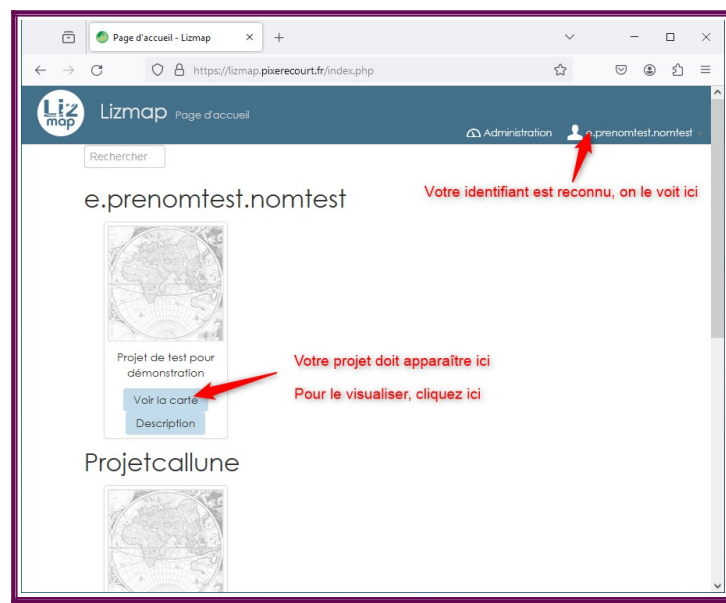 Page d'accueil - Lizmap
https://lizmap.pixerecourt.fr/index.php
Liz
map
Lizmap Page d'accueil
Administration e.prenomtest.nomtest
Rechercher
Votre identifiant est reconnu, on le voit ici
e.prenomtest.nomtest
Projet de test pour
démonstration
Votre projet doit apparaître ici
Voir la carte
Pour le visualiser, cliquez ici
Description
Projetcallune